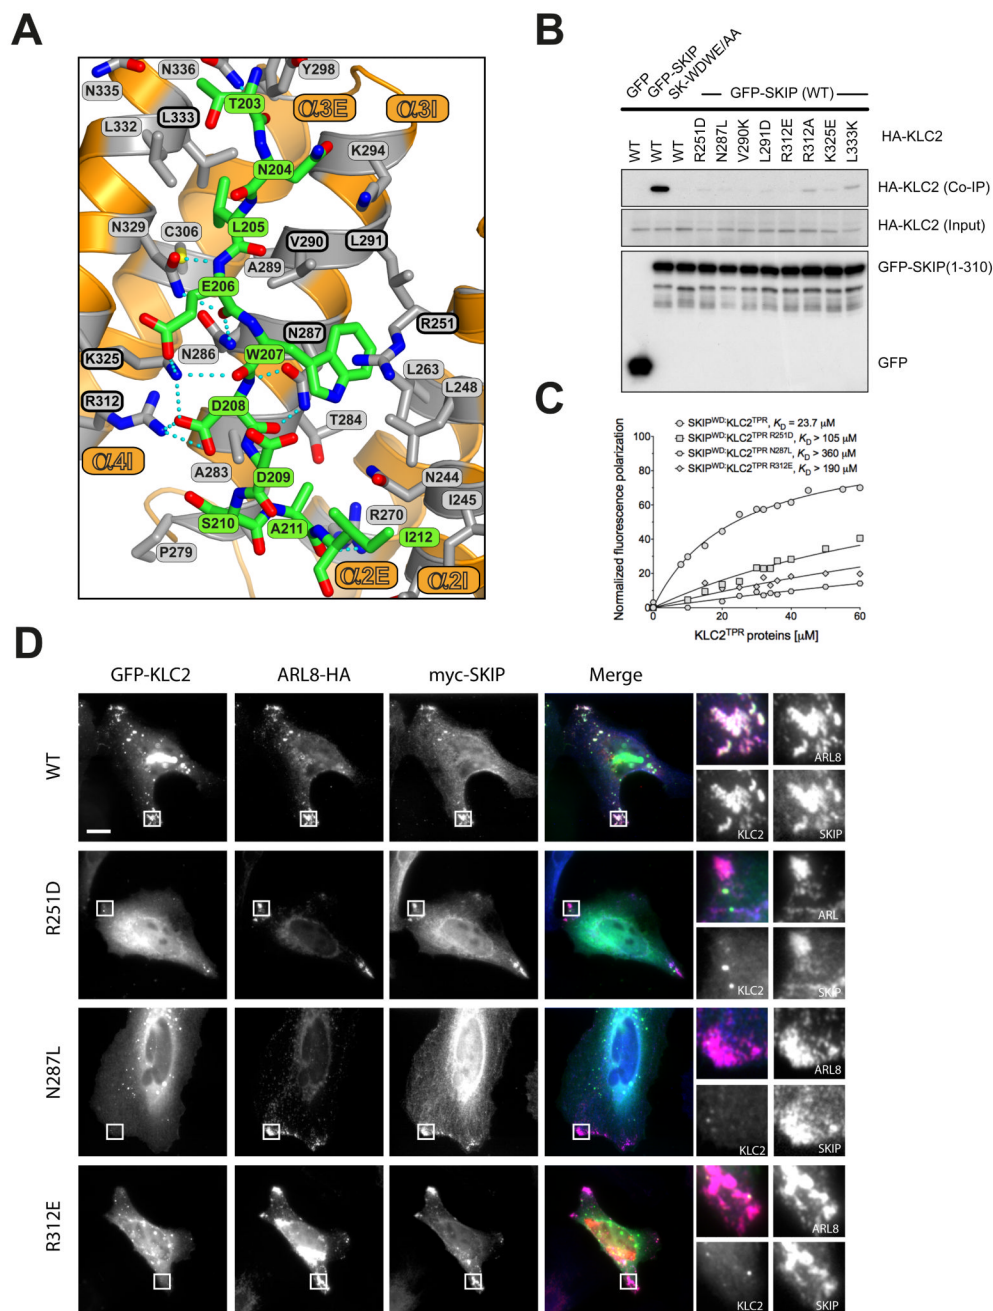 A
N336
Y298
N335
T203
α3E
α3I
L333
L332
K294
N204
N329
C306
L205
V290
L291
A289
E206
R251
N287
N286
K325
W207
L263
R312
L248
D208
T284
α4I
A283
N244
D209
I245
S210
A211
R270
I212
P279
α2E
α2I
B
GFP
GFP-SKIP
SK-WDWE/AA
GFP-SKIP (WT)
WT
WT
WT
R251D
N287L
V290K
L291D
R312E
R312A
K325E
L333K
HA-KLC2
HA-KLC2 (Co-IP)
HA-KLC2 (Input)
GFP-SKIP(1-310)
GFP
C
SKIP^WD:KLC2^TPR, K_D = 23.7 μM
SKIP^WD:KLC2^TPR R251D, K_D > 105 μM
SKIP^WD:KLC2^TPR N287L, K_D > 360 μM
SKIP^WD:KLC2^TPR R312E, K_D > 190 μM
Normalized fluorescence polarization
100
80
60
40
20
0
0
20
40
60
KLC2^TPR proteins [μM]
D
GFP-KLC2
ARL8-HA
myc-SKIP
Merge
WT
ARL8
KLC2
SKIP
R251D
ARL
KLC2
SKIP
N287L
ARL8
KLC2
SKIP
R312E
ARL8
KLC2
SKIP